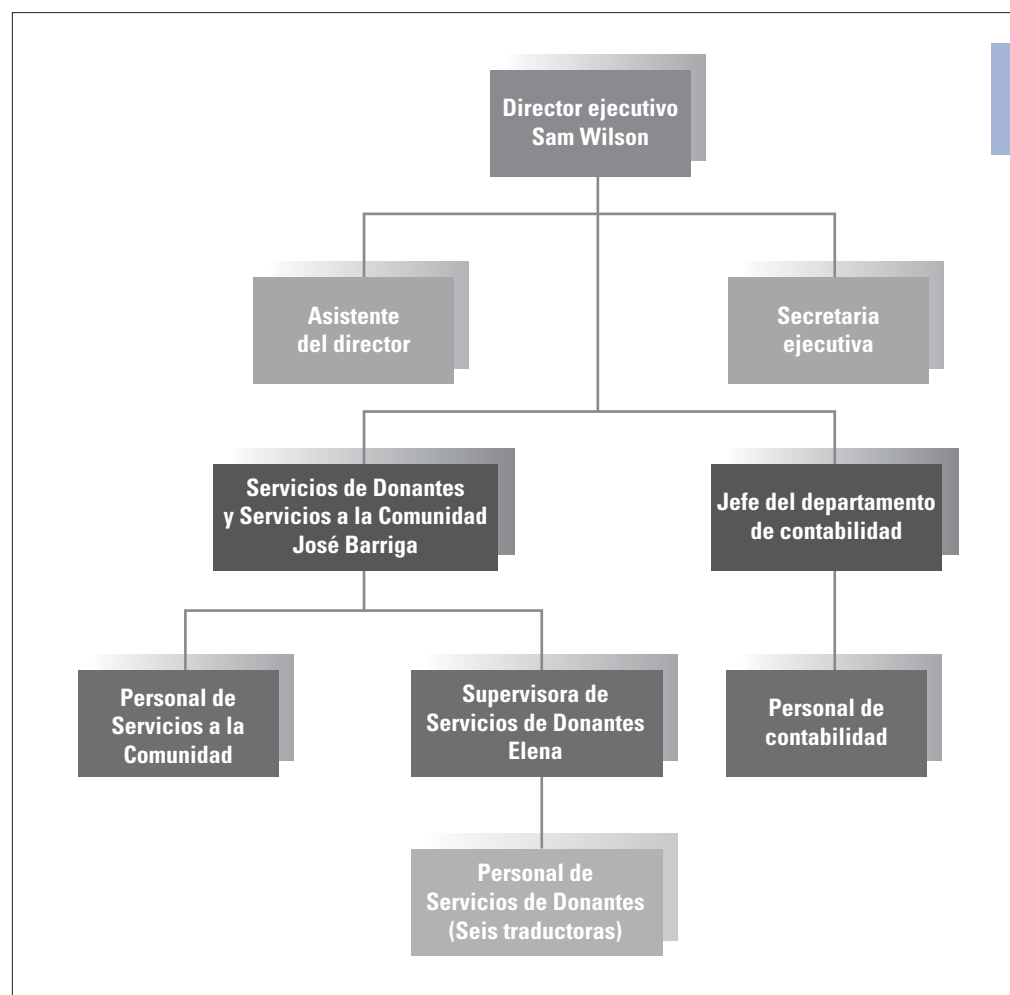 Director ejecutivo
Sam Wilson
Asistente
del director
Secretaria
ejecutiva
Servicios de Donantes
y Servicios a la Comunidad
José Barriga
Jefe del departamento
de contabilidad
Personal de
Servicios a la
Comunidad
Supervisora de
Servicios de Donantes
Elena
Personal de
contabilidad
Personal de
Servicios de Donantes
(Seis traductoras)